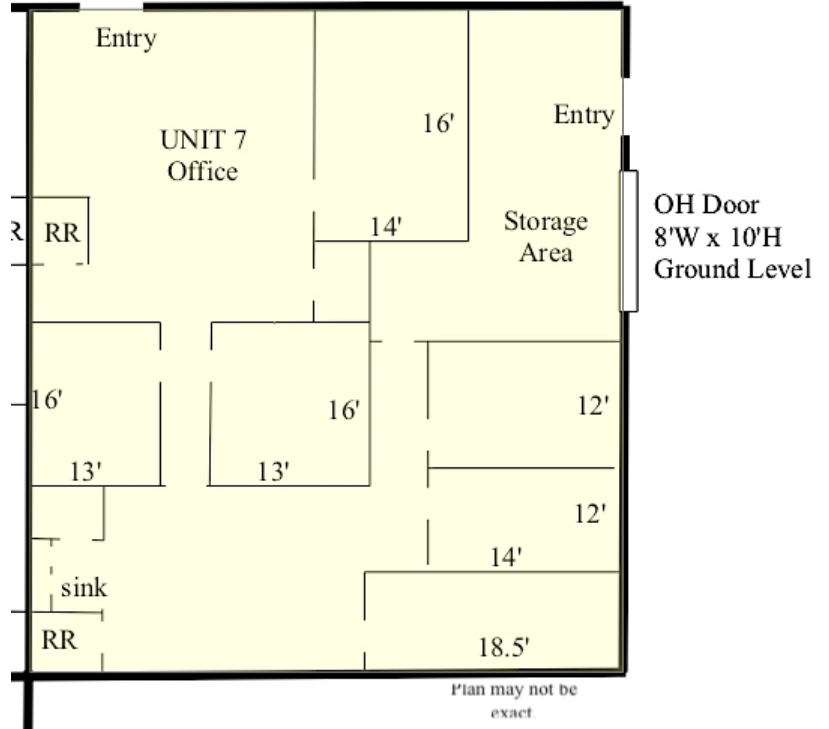 Entry
16'
Entry
UNIT 7
Office
OH Door
8'W x 10'H
Ground Level
R
RR
14'
Storage
Area
16'
16'
12'
13'
13'
12'
14'
sink
RR
18.5'
Plan may not be
exact.